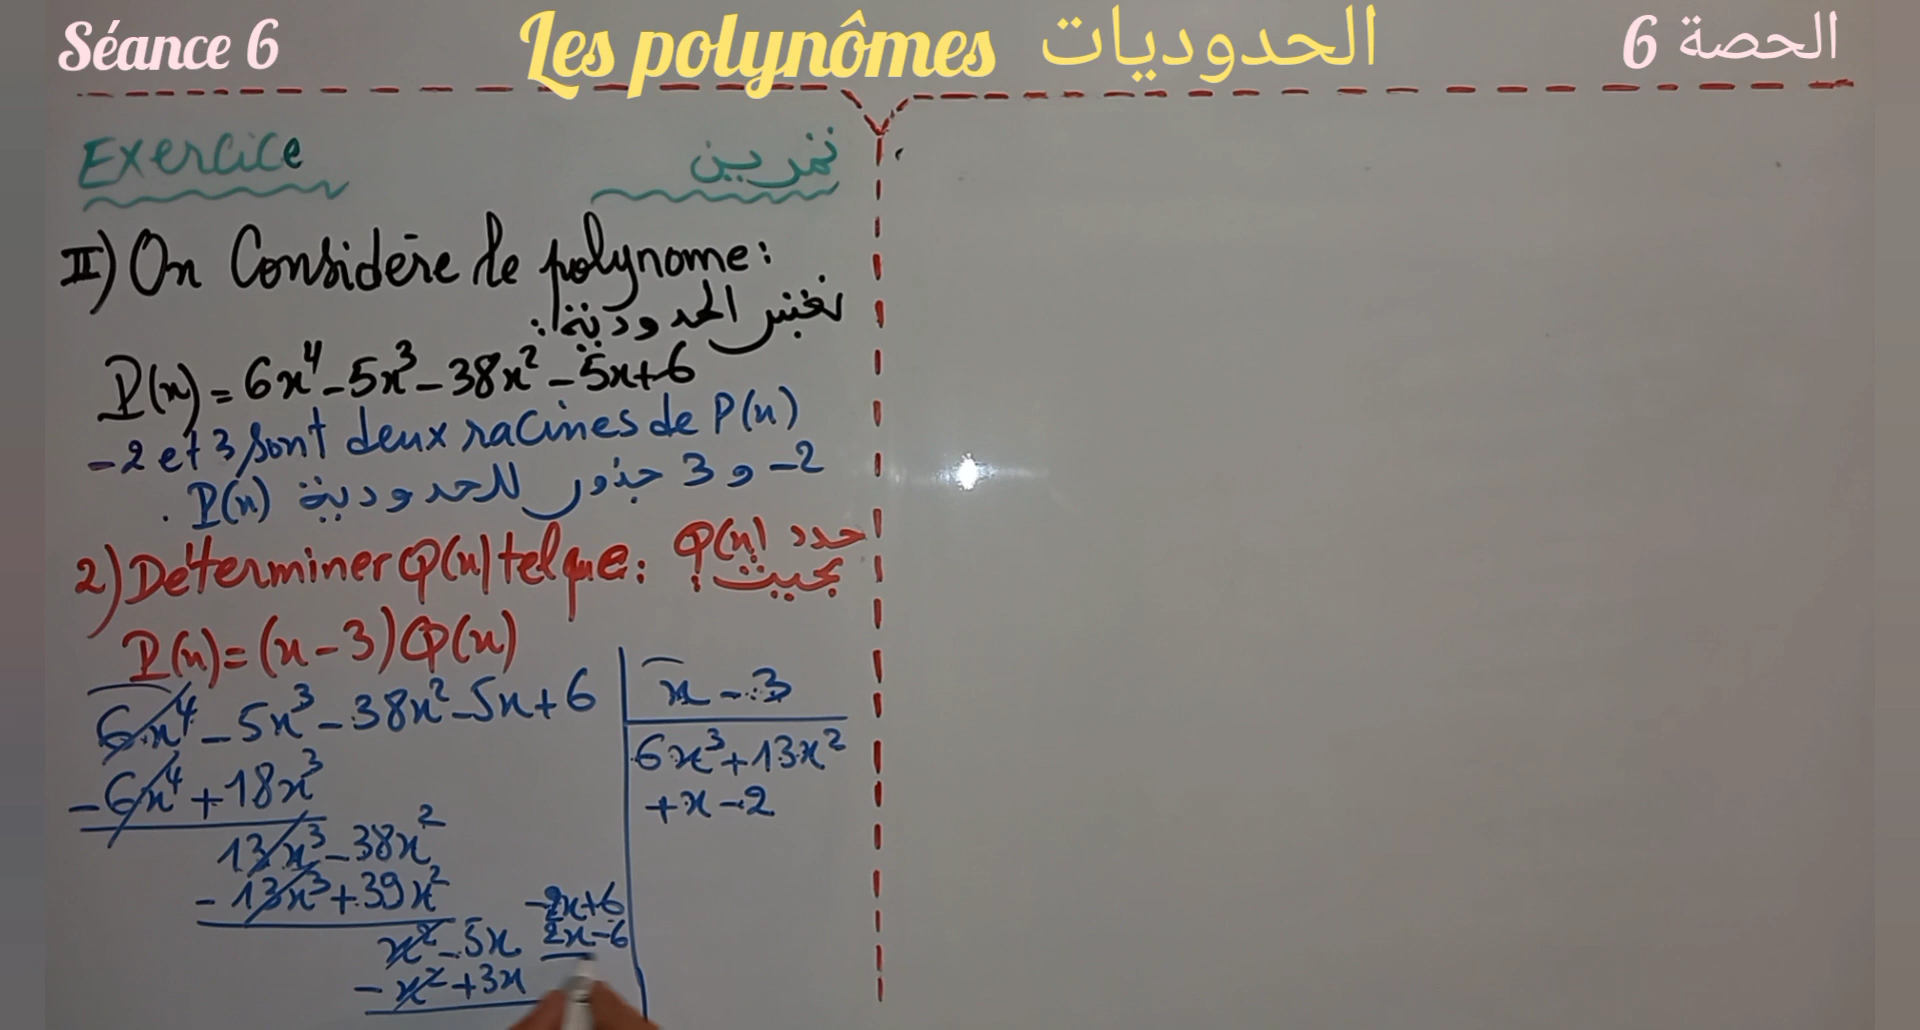 Séance 6
Les polynômes الحدوديات
الحصة 6
Exercice تمرين
II) On Considère le polynome:
نعتبر الحدودية:
P(x) = 6x⁴ - 5x³ - 38x² - 5x + 6
-2 et 3 sont deux racines de P(x)
-2 و 3 جذور للحدودية P(x).
2) Déterminer Q(x) tel que: حدد Q(x)
بحيث:
P(x) = (x - 3) Q(x)
6x⁴ - 5x³ - 38x² - 5x + 6 | x - 3
-6x⁴ + 18x³ | 6x³ + 13x²
+ x - 2
13x³ - 38x²
-13x³ + 39x²
-2x + 6
x² - 5x 2x - 6
-x² + 3x